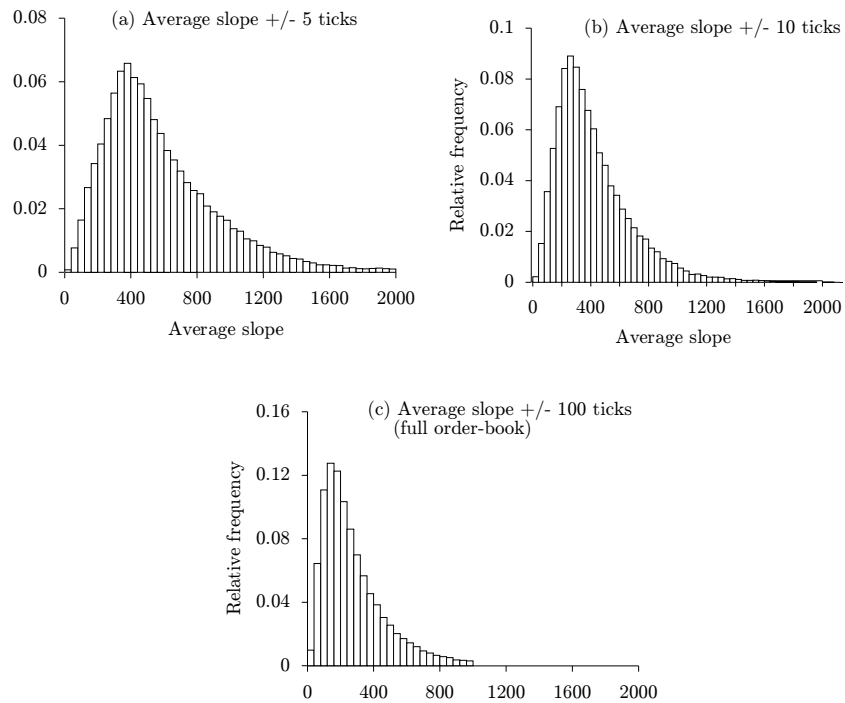 (a) Average slope +/- 5 ticks
0.08
0.06
0.04
0.02
0
0 400 800 1200 1600 2000
Average slope
(b) Average slope +/- 10 ticks
0.1
0.08
0.06
0.04
0.02
0
Relative frequency
0 400 800 1200 1600 2000
Average slope
(c) Average slope +/- 100 ticks
(full order-book)
0.16
0.12
0.08
0.04
0
Relative frequency
0 400 800 1200 1600 2000